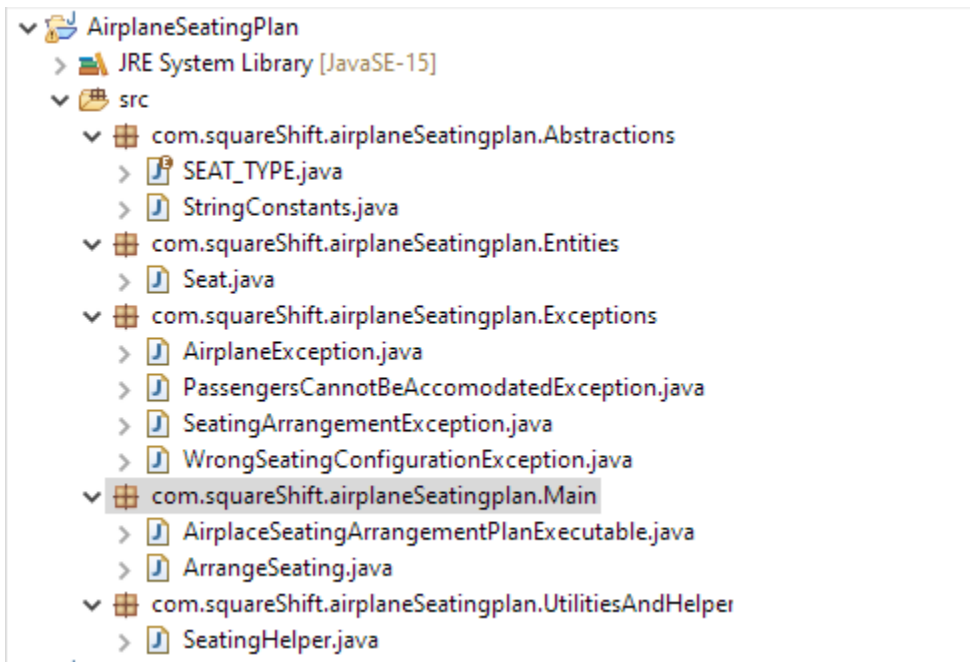 AirplaneSeatingPlan
JRE System Library [JavaSE-15]
src
com.squareShift.airplaneSeatingplan.Abstractions
SEAT_TYPE.java
StringConstants.java
com.squareShift.airplaneSeatingplan.Entities
Seat.java
com.squareShift.airplaneSeatingplan.Exceptions
AirplaneException.java
PassengersCannotBeAccomodatedException.java
SeatingArrangementException.java
WrongSeatingConfigurationException.java
com.squareShift.airplaneSeatingplan.Main
AirplaceSeatingArrangementPlanExecutable.java
ArrangeSeating.java
com.squareShift.airplaneSeatingplan.UtilitiesAndHelper
SeatingHelper.java